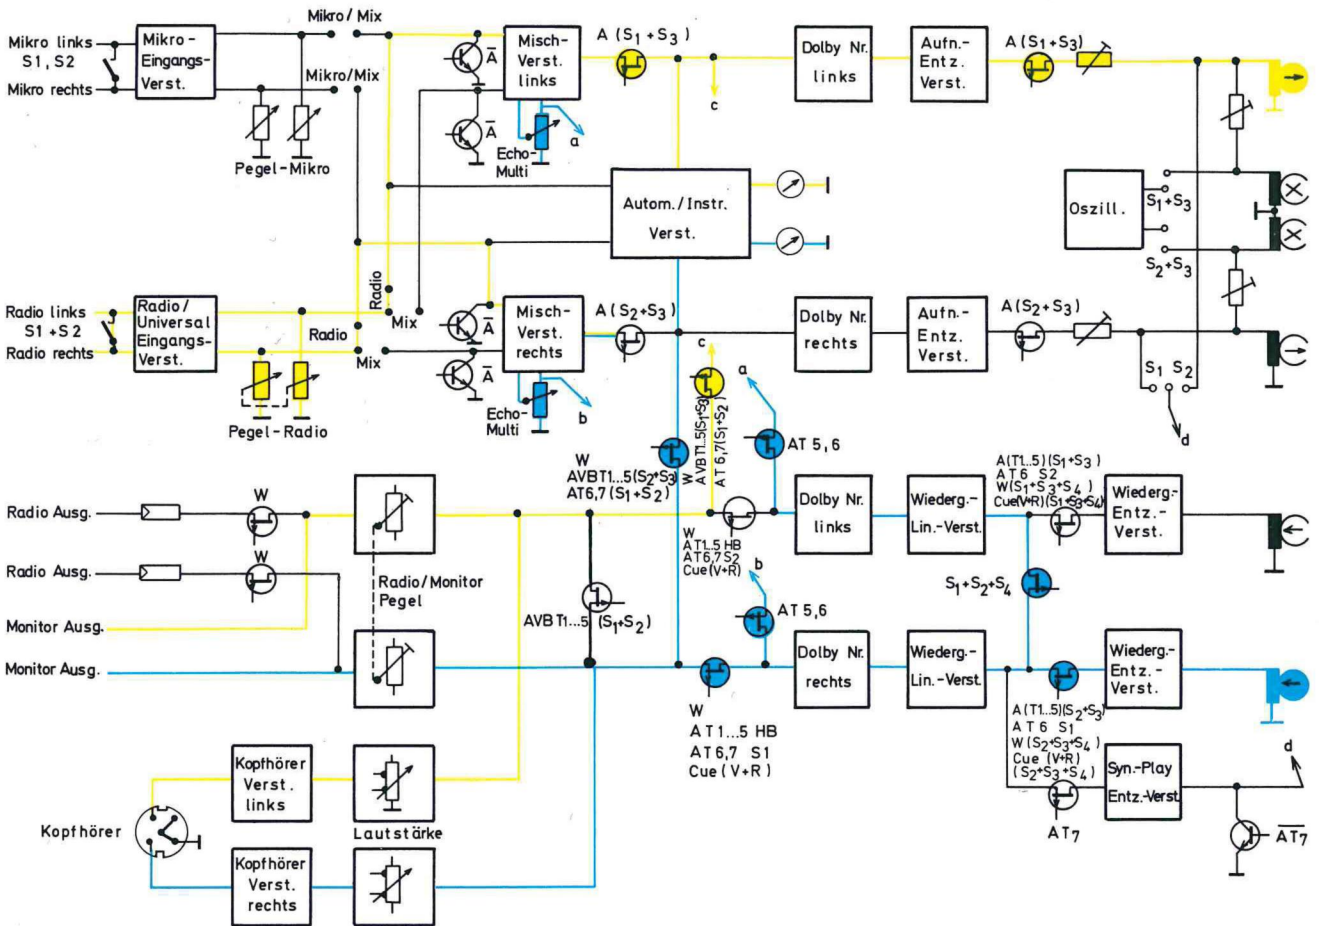 Mikro/Mix
Mikro links
S1, S2
Mikro rechts
Mikro-
Eingangs-
Verst.
Mikro/Mix
Pegel-Mikro
A̅
A̅
Misch-
Verst.
links
Echo-
Multi
a
A (S1+S3)
c
Dolby Nr.
links
Aufn.-
Entz.
Verst.
A (S1+S3)
Autom./Instr.
Verst.
Oszill.
S1+S3
S2+S3
Radio links
S1+S2
Radio rechts
Radio/
Universal
Eingangs-
Verst.
Radio
Radio
Mix
Mix
Pegel-Radio
A̅
A̅
Misch-
Verst.
rechts
Echo-
Multi
b
A (S2+S3)
Dolby Nr.
rechts
Aufn.-
Entz.
Verst.
A (S2+S3)
S1 S2
d
c
a
W
AVBT1...5(S2+S3)
AT6,7 (S1+S2)
W
AVBT1...5(S1+S3)
AT 6,7(S1+S2)
AT 5,6
Radio Ausg.
W
Radio Ausg.
W
Monitor Ausg.
Monitor Ausg.
Radio/Monitor
Pegel
AVBT1...5 (S1+S2)
W
AT1...5 HB
AT6,7 S2
Cue(V+R)
b
AT 5,6
Dolby Nr.
links
Wiederg.-
Lin.-Verst.
A(T1...5)(S1+S3)
AT6 S2
W(S1+S3+S4)
Cue(V+R)(S1+S3+S4)
Wiederg.-
Entz.-
Verst.
S1+S2+S4
W
AT1...5 HB
AT6,7 S1
Cue (V+R)
Dolby Nr.
rechts
Wiederg.-
Lin.-Verst.
A(T1...5)(S2+S3)
AT 6 S1
W(S2+S3+S4)
Cue (V+R)
(S2+S3+S4)
Wiederg.-
Entz.-
Verst.
Syn.-Play
Entz.-Verst.
d
AT7
A̅T̅7̅
Kopfhörer
Kopfhörer
Verst.
links
Lautstärke
Kopfhörer
Verst.
rechts